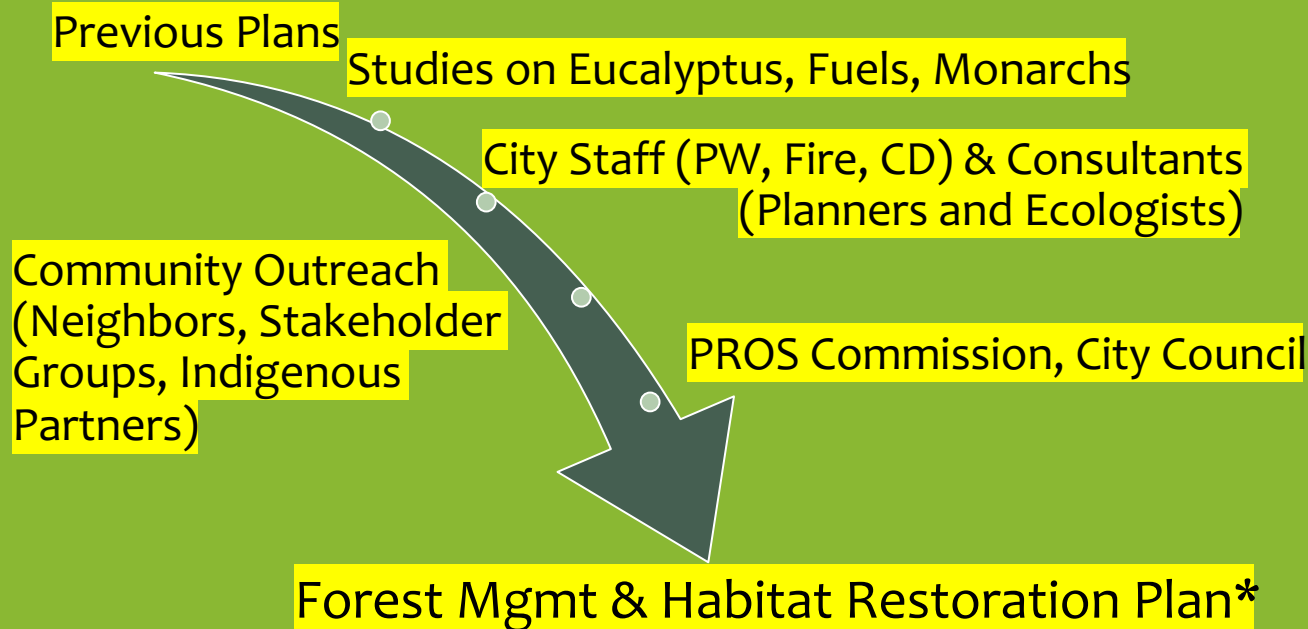 Previous Plans
Studies on Eucalyptus, Fuels, Monarchs
City Staff (PW, Fire, CD) & Consultants
(Planners and Ecologists)
Community Outreach
(Neighbors, Stakeholder
Groups, Indigenous
Partners)
PROS Commission, City Council
Forest Mgmt & Habitat Restoration Plan*